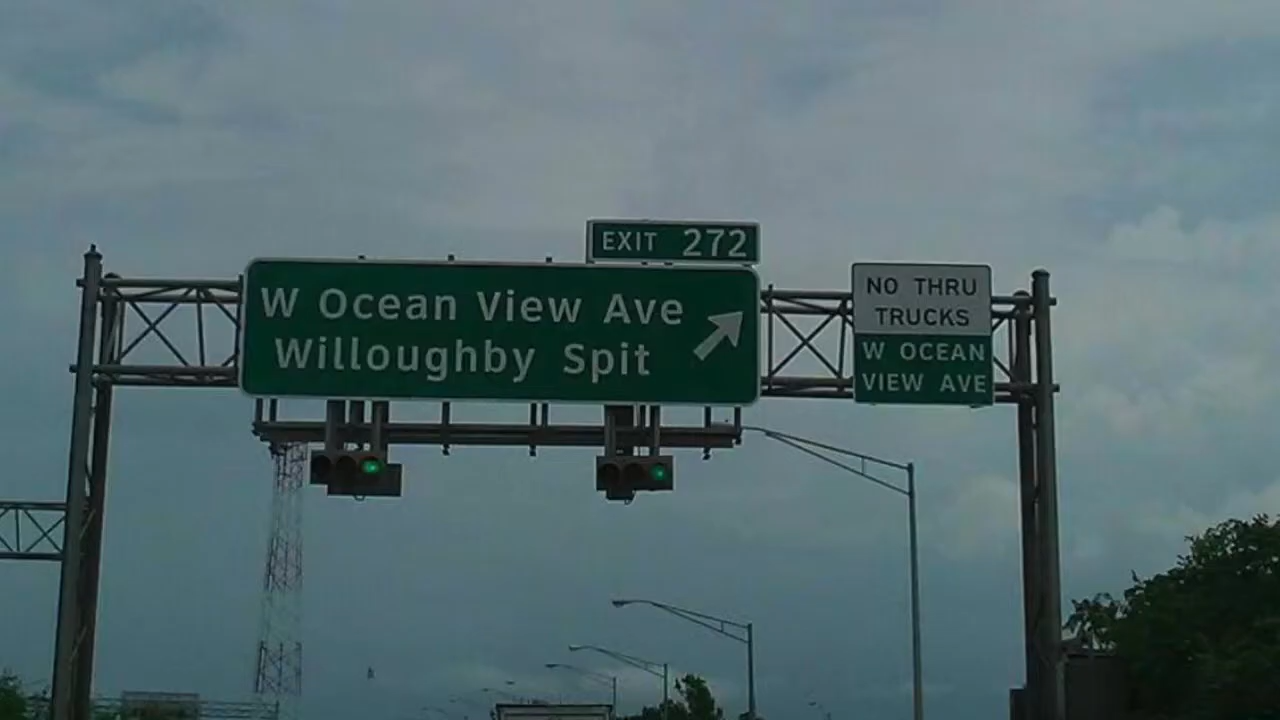 EXIT 272
W Ocean View Ave
Willoughby Spit
NO THRU
TRUCKS
W OCEAN
VIEW AVE